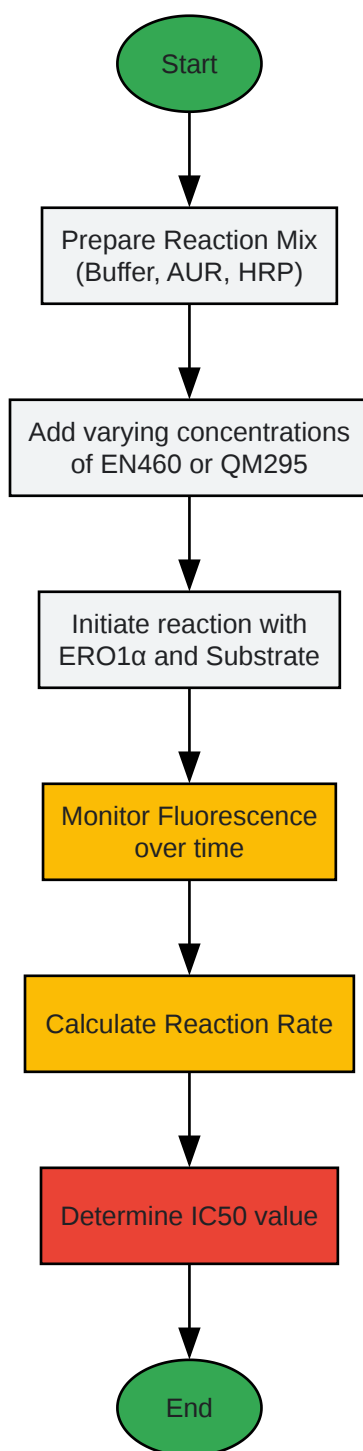 Start
Prepare Reaction Mix
(Buffer, AUR, HRP)
Add varying concentrations
of EN460 or QM295
Initiate reaction with
ERO1α and Substrate
Monitor Fluorescence
over time
Calculate Reaction Rate
Determine IC50 value
End